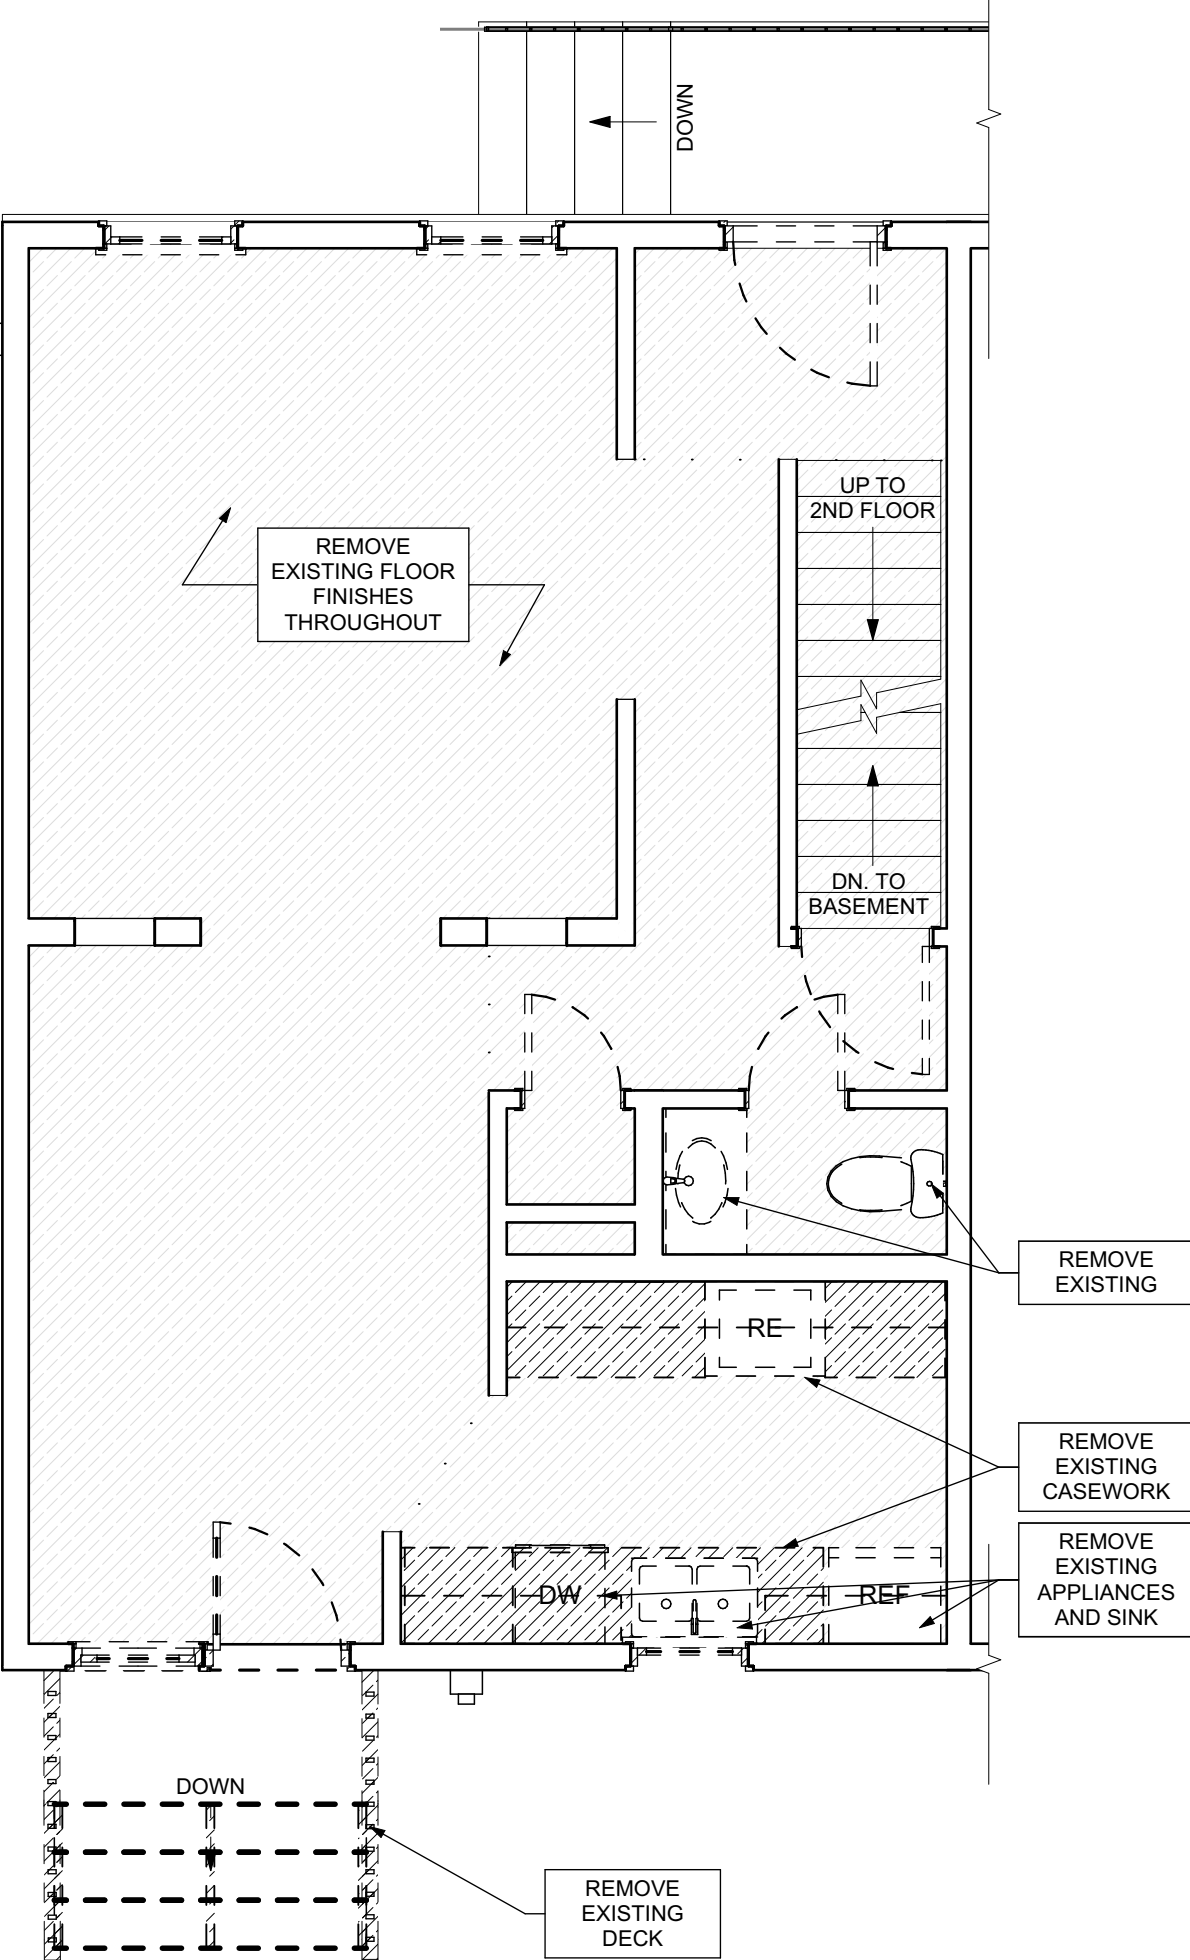 DOWN
UP TO
2ND FLOOR
REMOVE
EXISTING FLOOR
FINISHES
THROUGHOUT
DN. TO
BASEMENT
REMOVE
EXISTING
RE
REMOVE
EXISTING
CASEWORK
REMOVE
EXISTING
APPLIANCES
AND SINK
DW
REF
DOWN
REMOVE
EXISTING
DECK